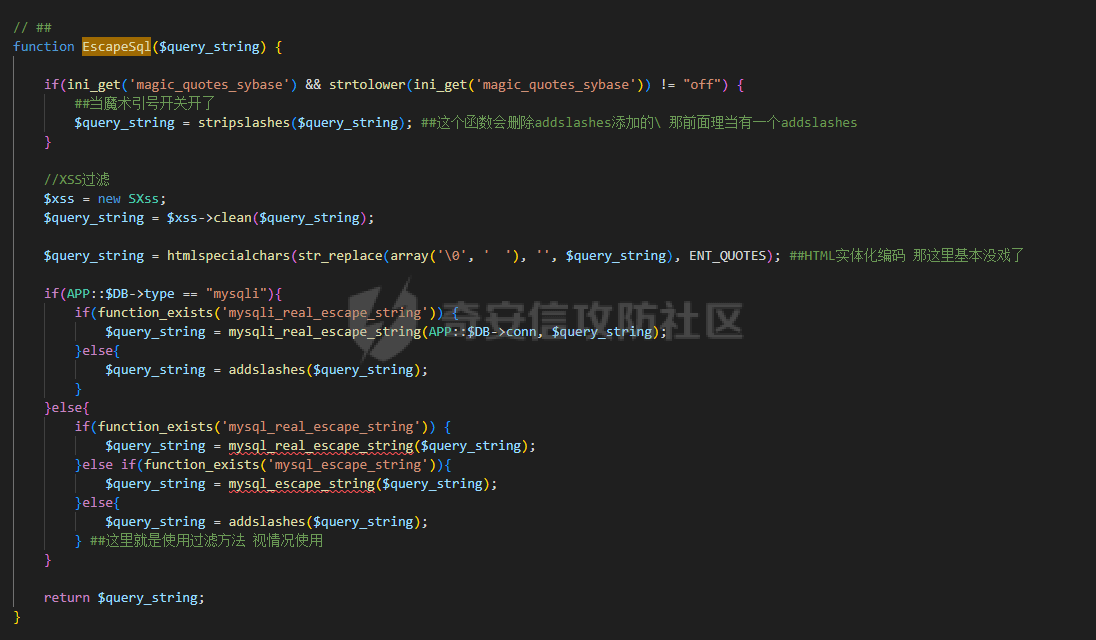 // ##
function EscapeSql($query_string) {
if(ini_get('magic_quotes_sybase') && strtolower(ini_get('magic_quotes_sybase')) != "off") {
##当魔术引号开关开了
$query_string = stripslashes($query_string); ##这个函数会删除addslashes添加的\ 那前面理当有一个addslashes
}
//XSS过滤
$xss = new SXss;
$query_string = $xss->clean($query_string);
$query_string = htmlspecialchars(str_replace(array('\0', '  '), '', $query_string), ENT_QUOTES); ##HTML实体化编码 那这里基本没戏了
if(APP::$DB->type == "mysqli"){
if(function_exists('mysqli_real_escape_string')) {
$query_string = mysqli_real_escape_string(APP::$DB->conn, $query_string);
}else{
$query_string = addslashes($query_string);
}
}else{
if(function_exists('mysql_real_escape_string')) {
$query_string = mysql_real_escape_string($query_string);
}else if(function_exists('mysql_escape_string')){
$query_string = mysql_escape_string($query_string);
}else{
$query_string = addslashes($query_string);
} ##这里就是使用过滤方法 视情况使用
}
return $query_string;
}
奇安信攻防社区